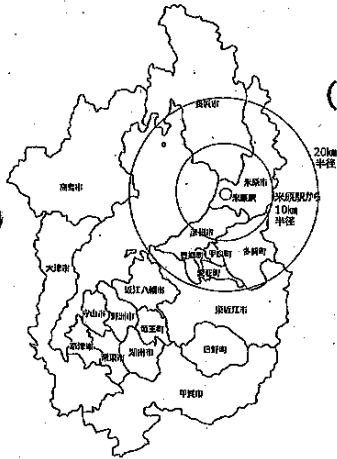 長浜市
20km
半径
米原市
米原駅
米原駅から
10km
半径
高島市
彦根市
多賀町
豊郷町
甲良町
愛荘町
大津市
近江八幡市
東近江市
守山市
野洲市
竜王町
草津市
栗東市
湖南市
日野町
甲賀市